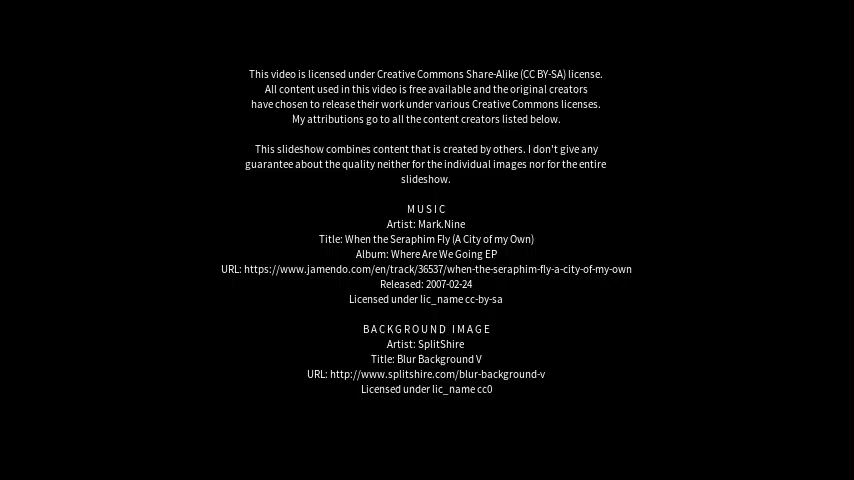 This video is licensed under Creative Commons Share-Alike (CC BY-SA) license.
All content used in this video is free available and the original creators
have chosen to release their work under various Creative Commons licenses.
My attributions go to all the content creators listed below.
This slideshow combines content that is created by others. I don't give any
guarantee about the quality neither for the individual images nor for the entire
slideshow.
MUSIC
Artist: Mark.Nine
Title: When the Seraphim Fly (A City of my Own)
Album: Where Are We Going EP
URL: https://www.jamendo.com/en/track/36537/when-the-seraphim-fly-a-city-of-my-own
Released: 2007-02-24
Licensed under lic_name cc-by-sa
BACKGROUND IMAGE
Artist: SplitShire
Title: Blur Background V
URL: http://www.splitshire.com/blur-background-v
Licensed under lic_name cc0